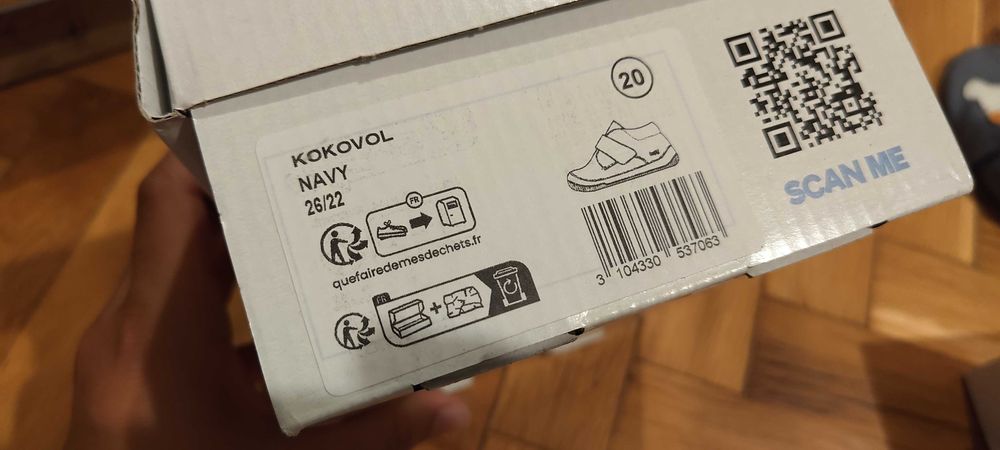 KOKOVOL
NAVY
26/22
20
FR
quefairedemesdechets.fr
FR
3 104330 537063
SCAN ME